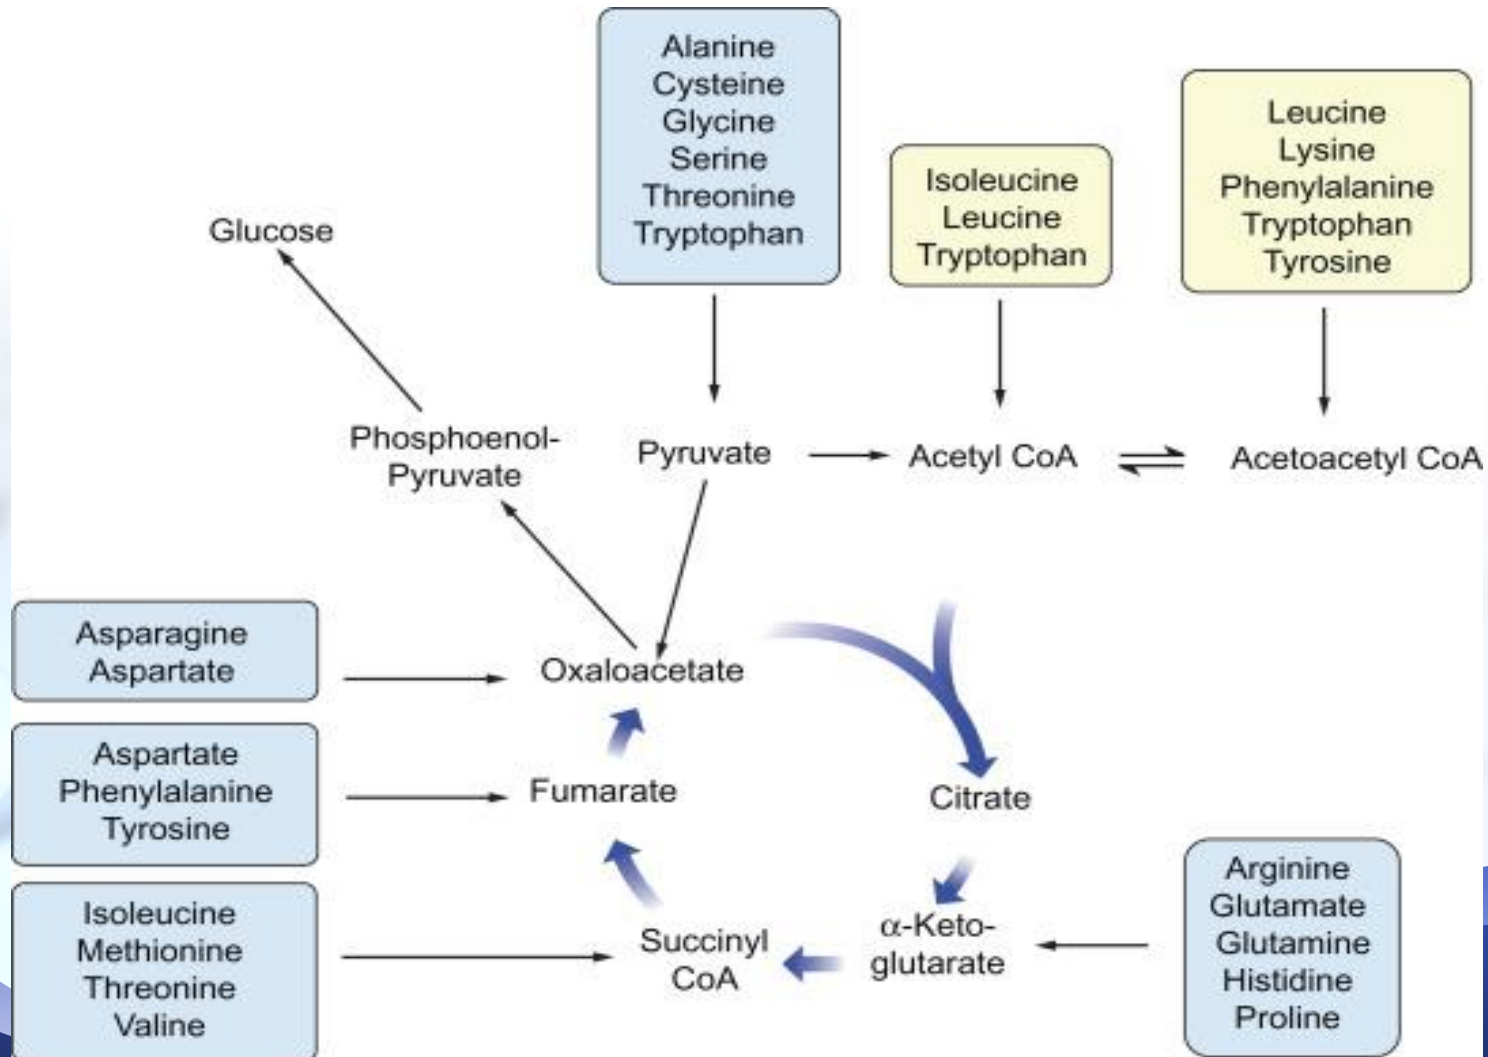 Alanine
Cysteine
Glycine
Serine
Threonine
Tryptophan
Isoleucine
Leucine
Tryptophan
Leucine
Lysine
Phenylalanine
Tryptophan
Tyrosine
Glucose
Phosphoenol-
Pyruvate
Pyruvate
Acetyl CoA
Acetoacetyl CoA
Asparagine
Aspartate
Oxaloacetate
Aspartate
Phenylalanine
Tyrosine
Fumarate
Citrate
Isoleucine
Methionine
Threonine
Valine
Succinyl
CoA
α-Keto-
glutarate
Arginine
Glutamate
Glutamine
Histidine
Proline